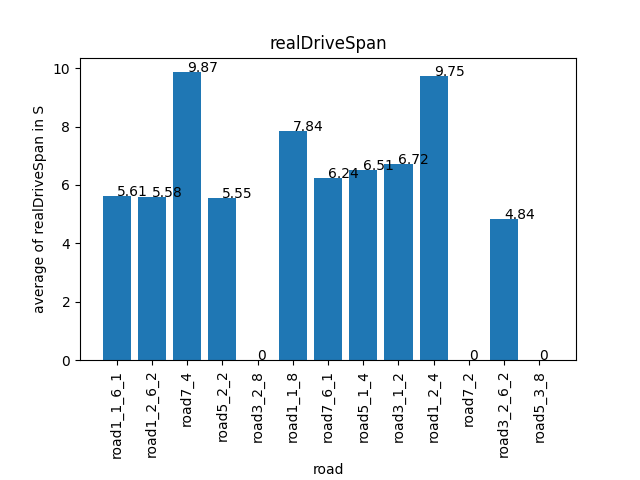 realDriveSpan
average of realDriveSpan in S
10
8
6
4
2
0
5.61
5.58
9.87
5.55
0
7.84
6.24
6.51
6.72
9.75
0
4.84
0
road1_1_6_1
road1_2_6_2
road7_4
road5_2_2
road3_2_8
road1_1_8
road7_6_1
road5_1_4
road3_1_2
road1_2_4
road7_2
road3_2_6_2
road5_3_8
road